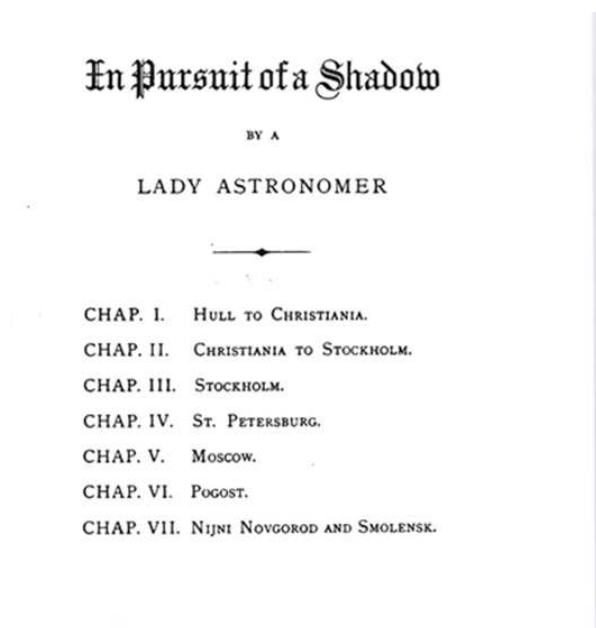 In Pursuit of a Shadow
BY A
LADY ASTRONOMER
CHAP. I. HULL TO CHRISTIANIA.
CHAP. II. CHRISTIANIA TO STOCKHOLM.
CHAP. III. STOCKHOLM.
CHAP. IV. ST. PETERSBURG.
CHAP. V. MOSCOW.
CHAP. VI. POGOST.
CHAP. VII. NIJNI NOVGOROD AND SMOLENSK.